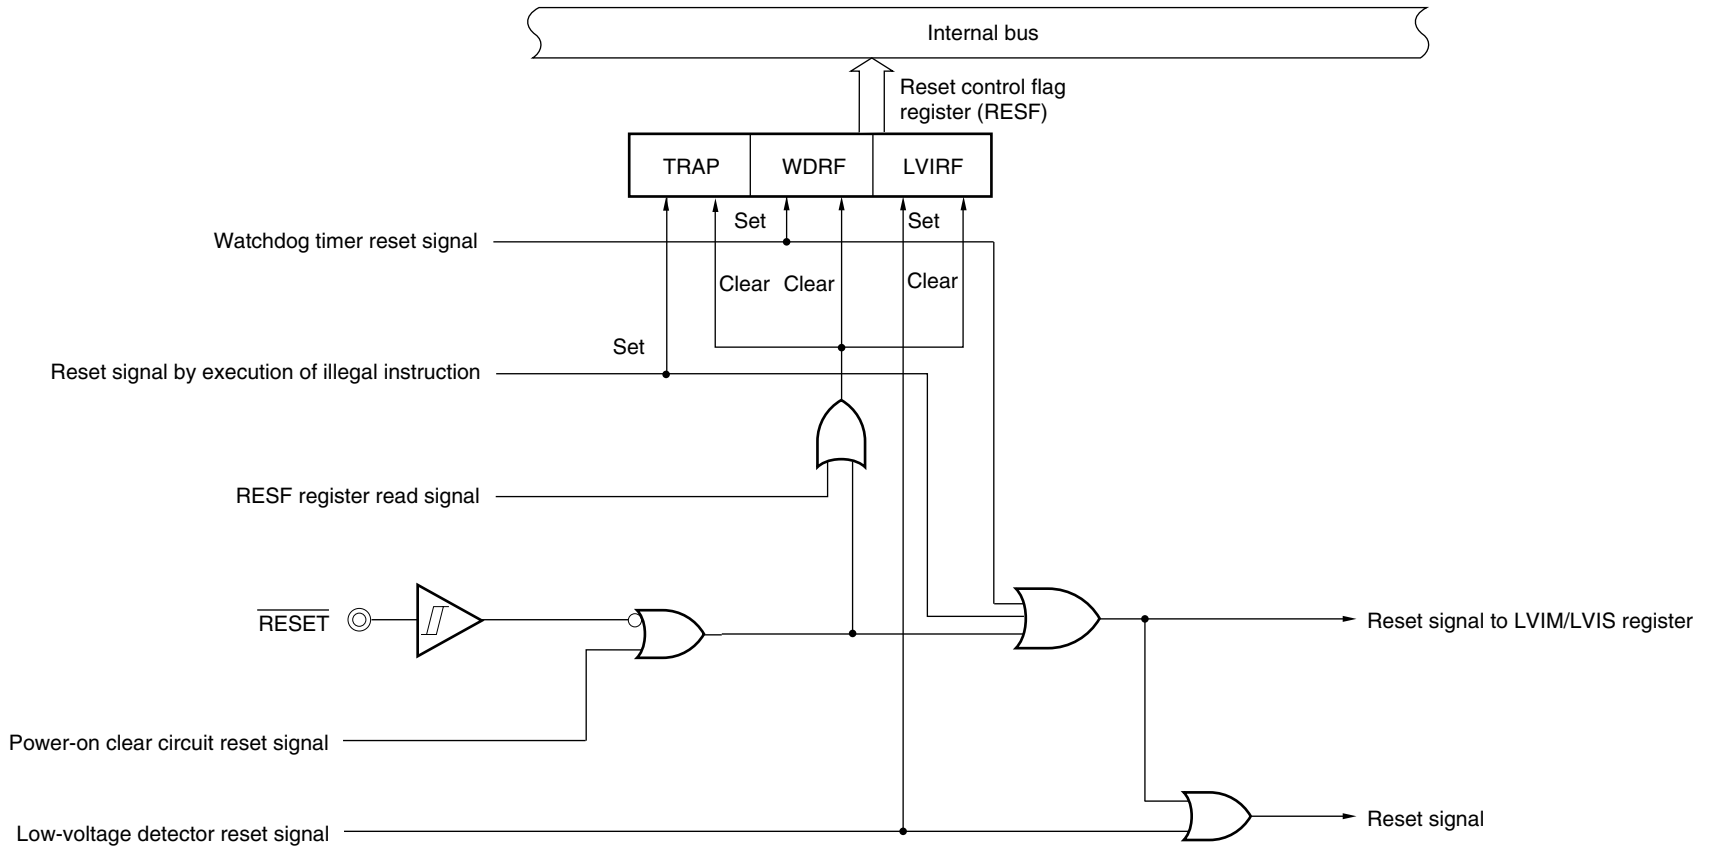 Internal bus
Reset control flag
register (RESF)
TRAP
WDRF
LVIRF
Set
Set
Watchdog timer reset signal
Clear
Clear
Clear
Set
Reset signal by execution of illegal instruction
RESF register read signal
RESET
Reset signal to LVIM/LVIS register
Power-on clear circuit reset signal
Low-voltage detector reset signal
Reset signal